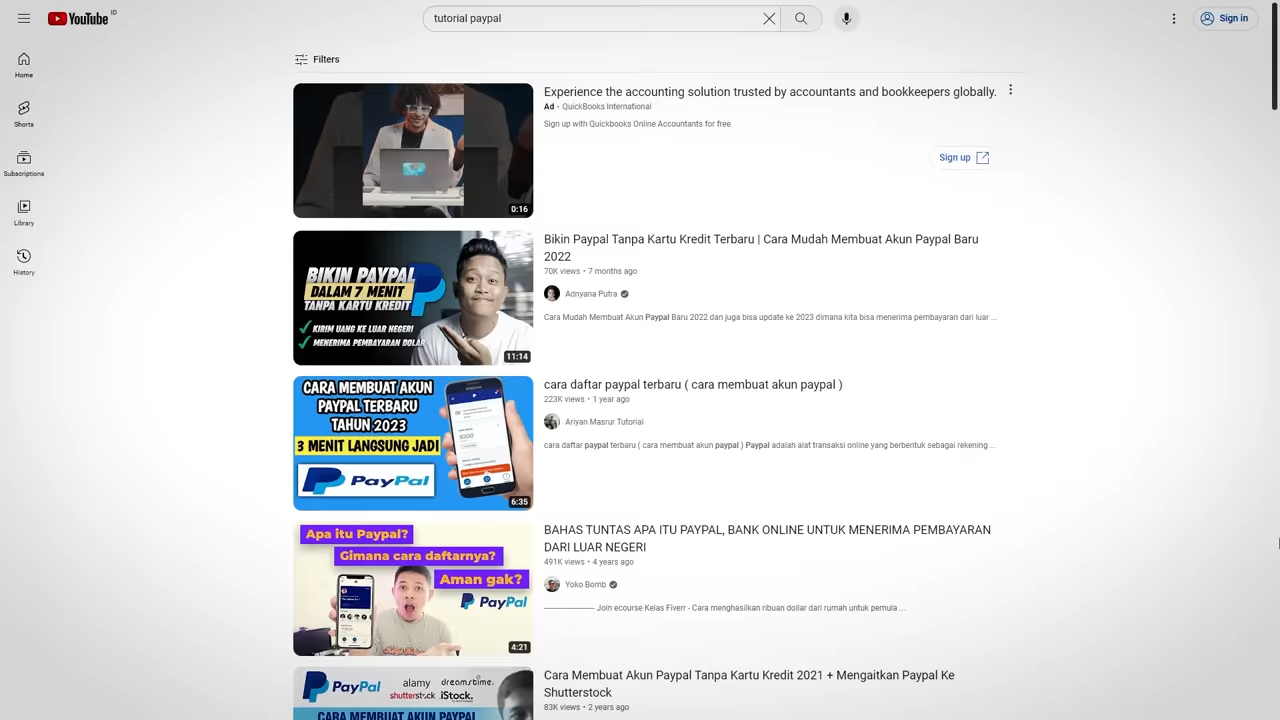 YouTube ID
tutorial paypal
Sign in
Home
Shorts
Subscriptions
Library
History
Filters
0:16
Experience the accounting solution trusted by accountants and bookkeepers globally.
Ad · QuickBooks International
Sign up with Quickbooks Online Accountants for free.
Sign up
BIKIN PAYPAL
DALAM 7 MENIT
TANPA KARTU KREDIT
KIRIM UANG KE LUAR NEGERI
MENERIMA PEMBAYARAN DOLAR
11:14
Bikin Paypal Tanpa Kartu Kredit Terbaru | Cara Mudah Membuat Akun Paypal Baru
2022
70K views • 7 months ago
Adnyana Putra
Cara Mudah Membuat Akun Paypal Baru 2022 dan juga bisa update ke 2023 dimana kita bisa menerima pembayaran dari luar ...
CARA MEMBUAT AKUN
PAYPAL TERBARU
TAHUN 2023
3 MENIT LANGSUNG JADI
PayPal
6:35
cara daftar paypal terbaru ( cara membuat akun paypal )
223K views • 1 year ago
Ariyan Masrur Tutorial
cara daftar paypal terbaru ( cara membuat akun paypal ) Paypal adalah alat transaksi online yang berbentuk sebagai rekening ...
Apa itu Paypal?
Gimana cara daftarnya?
Aman gak?
PayPal
4:21
BAHAS TUNTAS APA ITU PAYPAL, BANK ONLINE UNTUK MENERIMA PEMBAYARAN
DARI LUAR NEGERI
491K views • 4 years ago
Yoko Bomb
Join ecourse Kelas Fiverr - Cara menghasilkan ribuan dollar dari rumah untuk pemula ...
PayPal
alamy dreamstime.
shutterstock iStock.
CARA MEMBUAT AKUN PAYPAL
Cara Membuat Akun Paypal Tanpa Kartu Kredit 2021 + Mengaitkan Paypal Ke
Shutterstock
83K views • 2 years ago